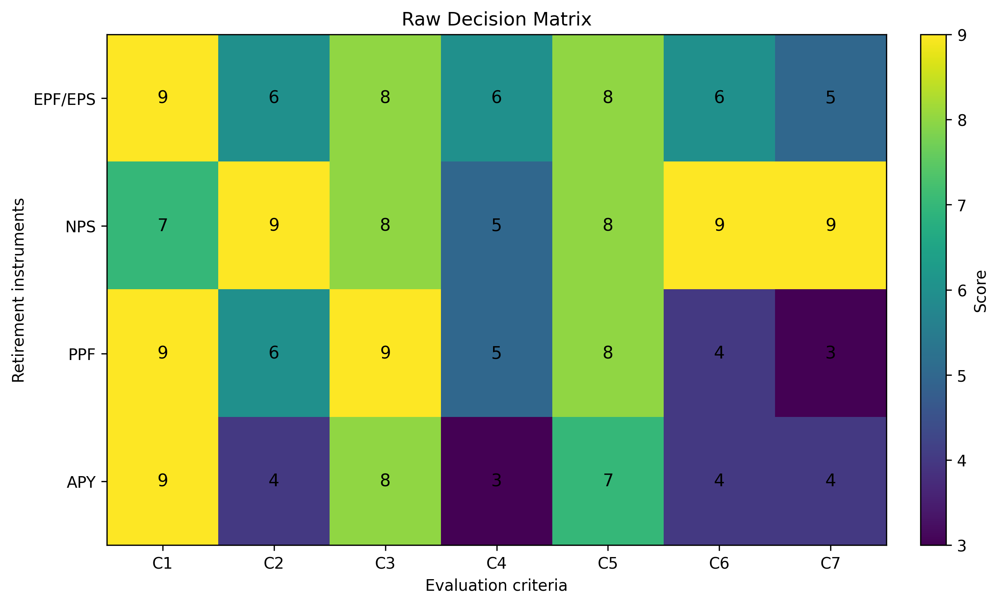 Raw Decision Matrix
Retirement instruments
EPF/EPS 9 6 8 6 8 6 5
NPS 7 9 8 5 8 9 9
PPF 9 6 9 5 8 4 3
APY 9 4 8 3 7 4 4
C1 C2 C3 C4 C5 C6 C7
Evaluation criteria
9
8
7
6
5
4
3
Score